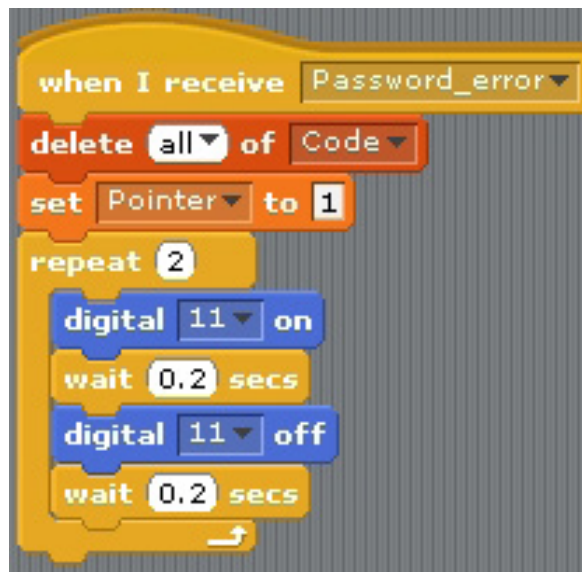 when I receive Password_error
delete all of Code
set Pointer to 1
repeat 2
digital 11 on
wait 0.2 secs
digital 11 off
wait 0.2 secs